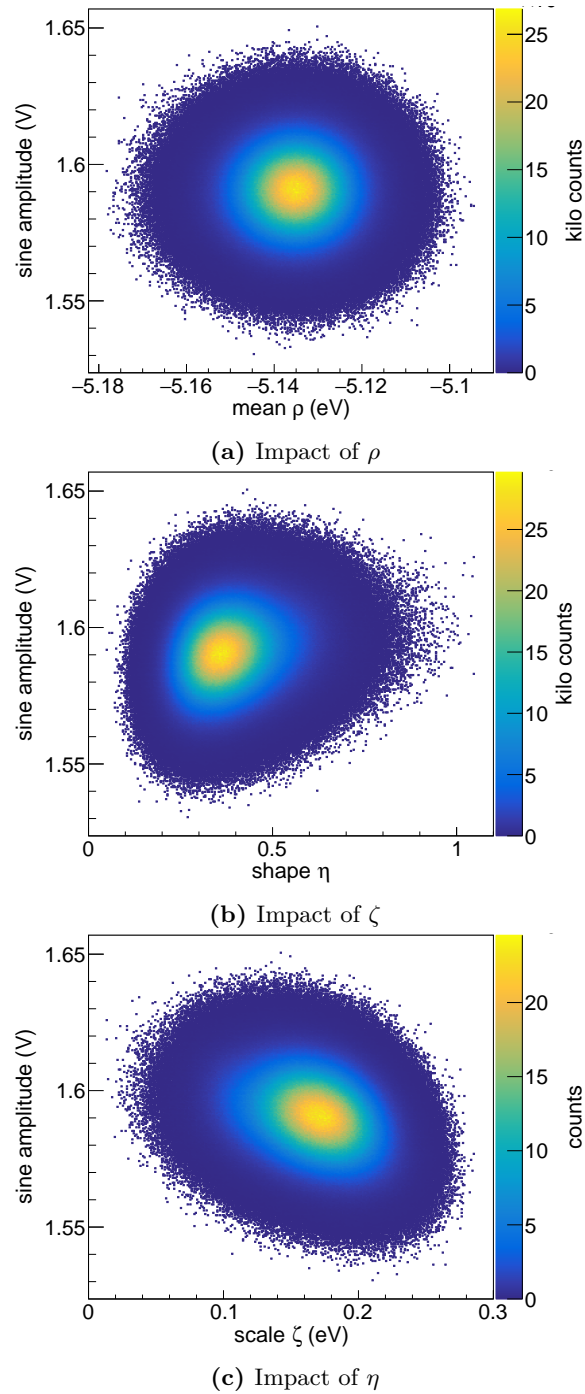 1.65
1.6
1.55
sine amplitude (V)
−5.18 −5.16 −5.14 −5.12 −5.1
mean ρ (eV)
25
20
15
10
5
0
kilo counts
(a) Impact of ρ
1.65
1.6
1.55
sine amplitude (V)
0 0.5 1
shape η
25
20
15
10
5
0
kilo counts
(b) Impact of ζ
1.65
1.6
1.55
sine amplitude (V)
0 0.1 0.2 0.3
scale ζ (eV)
20
15
10
5
0
counts
(c) Impact of η